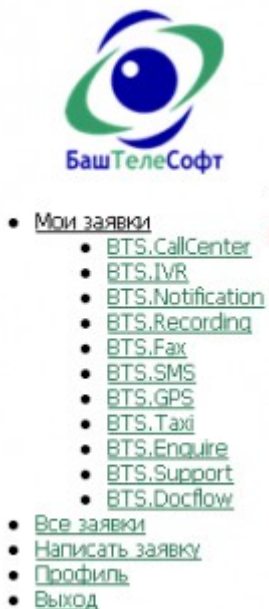 БашТелеСофт
Мои заявки
BTS.CallCenter
BTS.IVR
BTS.Notification
BTS.Recording
BTS.Fax
BTS.SMS
BTS.GPS
BTS.Taxi
BTS.Enquire
BTS.Support
BTS.Docflow
Все заявки
Написать заявку
Профиль
Выход